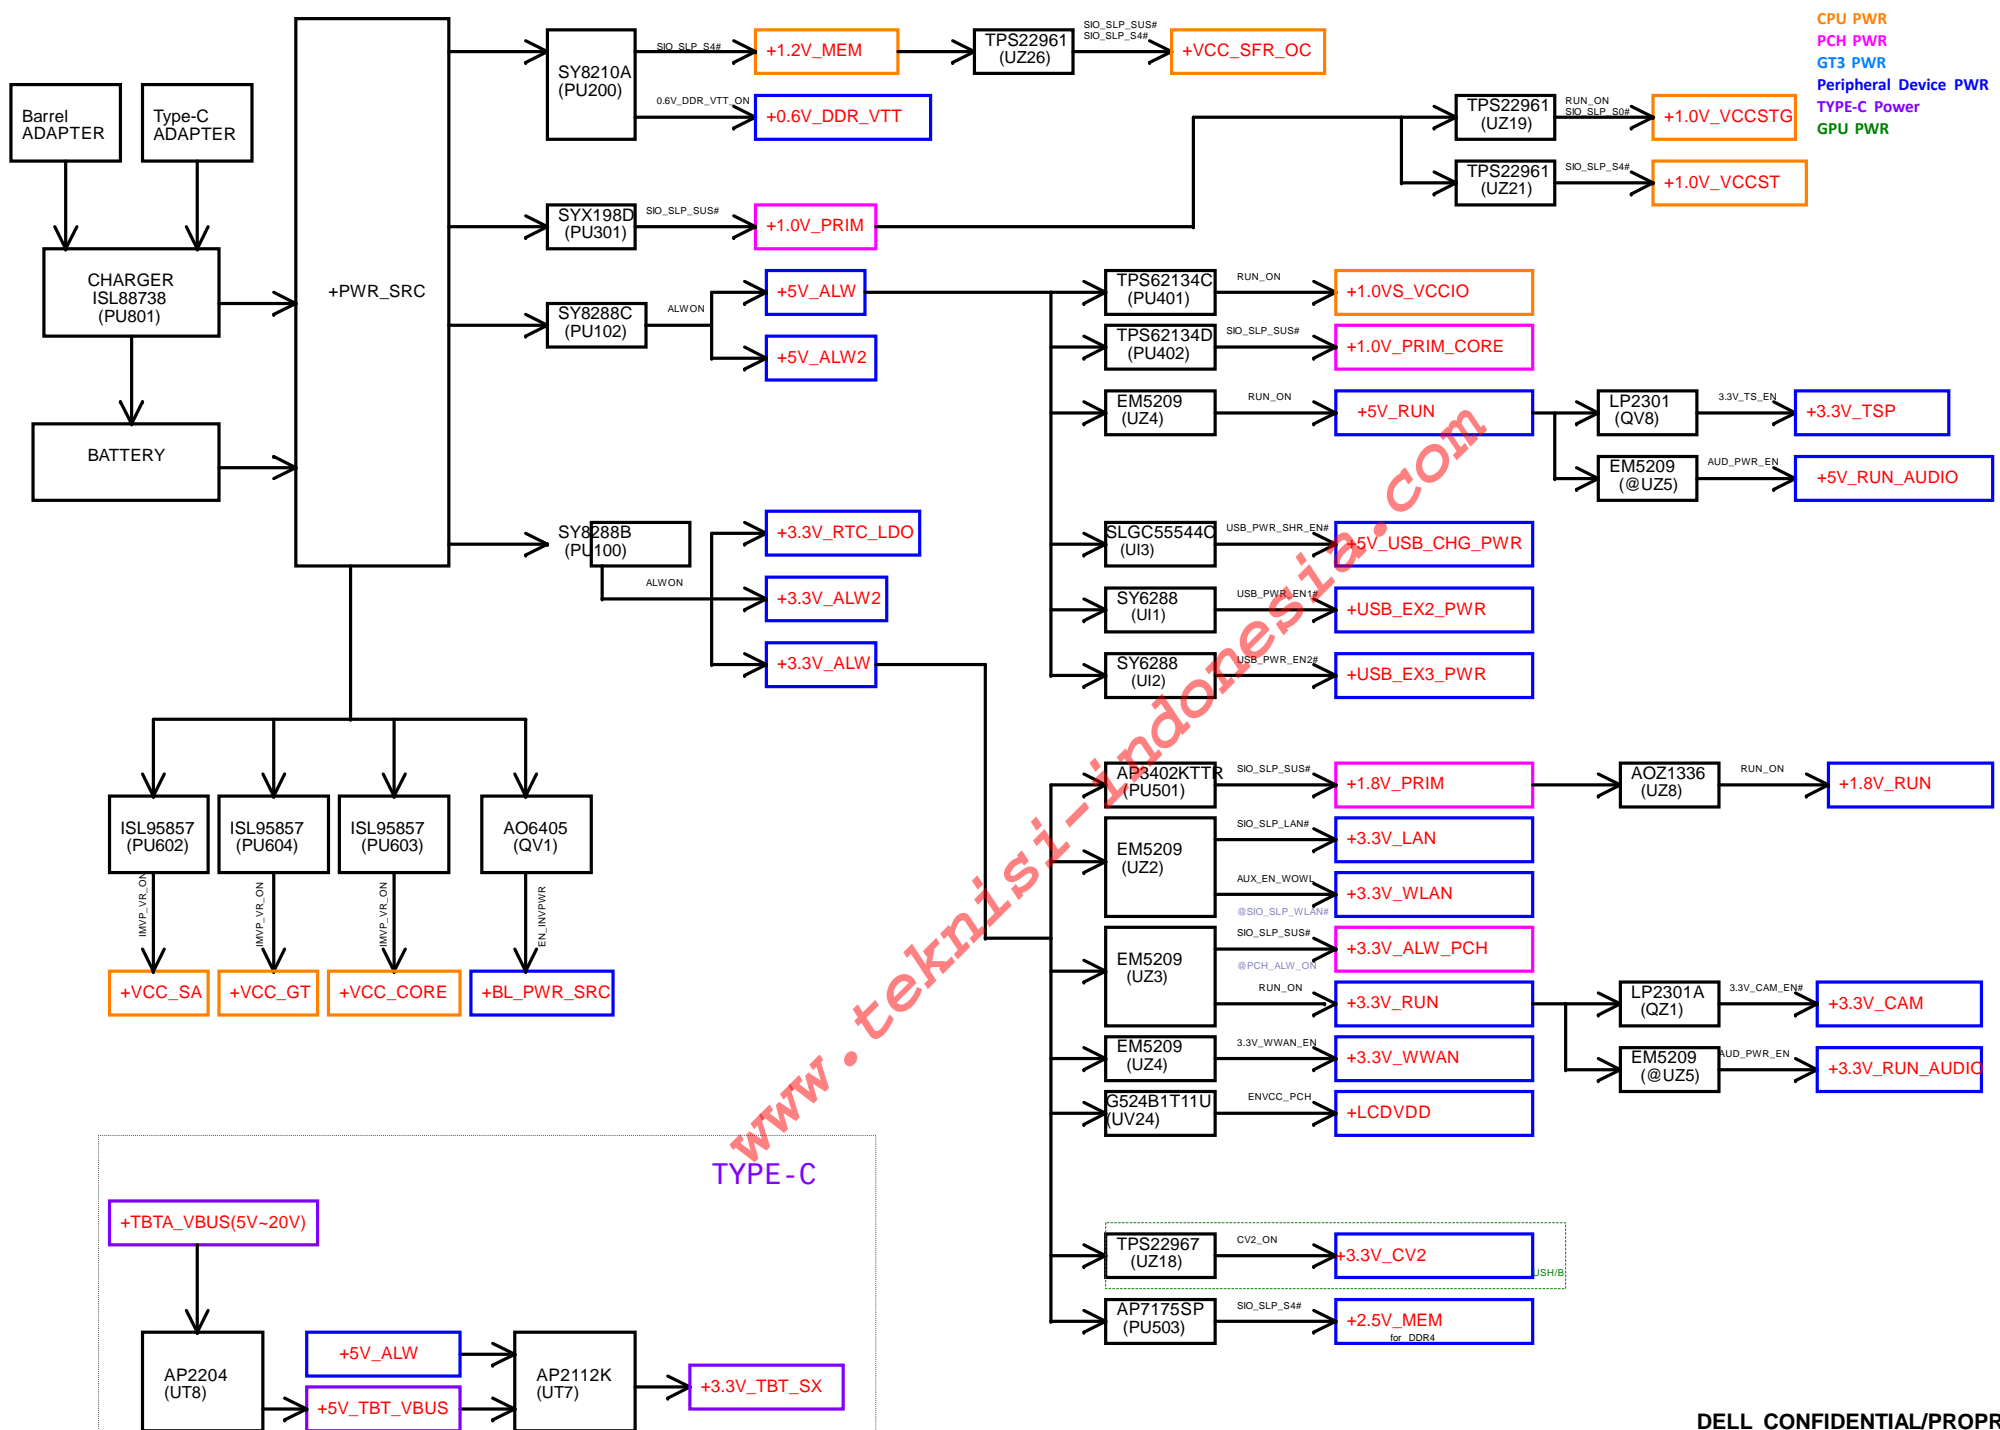 CPU PWR
PCH PWR
GT3 PWR
Peripheral Device PWR
TYPE-C Power
GPU PWR
Barrel
ADAPTER
Type-C
ADAPTER
CHARGER
ISL88738
(PU801)
BATTERY
+PWR_SRC
SY8210A
(PU200)
SIO_SLP_S4#
+1.2V_MEM
TPS22961
(UZ26)
SIO_SLP_SUS#
SIO_SLP_S4#
+VCC_SFR_OC
0.6V_DDR_VTT_ON
+0.6V_DDR_VTT
TPS22961
(UZ19)
RUN_ON
SIO_SLP_S0#
+1.0V_VCCSTG
TPS22961
(UZ21)
SIO_SLP_S4#
+1.0V_VCCST
SYX198D
(PU301)
SIO_SLP_SUS#
+1.0V_PRIM
SY8288C
(PU102)
ALWON
+5V_ALW
+5V_ALW2
TPS62134C
(PU401)
RUN_ON
+1.0VS_VCCIO
TPS62134D
(PU402)
SIO_SLP_SUS#
+1.0V_PRIM_CORE
EM5209
(UZ4)
RUN_ON
+5V_RUN
LP2301
(QV8)
3.3V_TS_EN
+3.3V_TSP
EM5209
(@UZ5)
AUD_PWR_EN
+5V_RUN_AUDIO
SLGC55544C
(UI3)
USB_PWR_SHR_EN#
+5V_USB_CHG_PWR
SY6288
(UI1)
USB_PWR_EN1#
+USB_EX2_PWR
SY6288
(UI2)
USB_PWR_EN2#
+USB_EX3_PWR
SY8288B
(PU100)
ALWON
+3.3V_RTC_LDO
+3.3V_ALW2
+3.3V_ALW
AP3402KTTR
(PU501)
SIO_SLP_SUS#
+1.8V_PRIM
AOZ1336
(UZ8)
RUN_ON
+1.8V_RUN
EM5209
(UZ2)
SIO_SLP_LAN#
+3.3V_LAN
AUX_EN_WOWL
@SIO_SLP_WLAN#
+3.3V_WLAN
EM5209
(UZ3)
SIO_SLP_SUS#
@PCH_ALW_ON
+3.3V_ALW_PCH
RUN_ON
+3.3V_RUN
LP2301A
(QZ1)
3.3V_CAM_EN#
+3.3V_CAM
EM5209
(@UZ5)
AUD_PWR_EN
+3.3V_RUN_AUDIO
EM5209
(UZ4)
3.3V_WWAN_EN
+3.3V_WWAN
G524B1T11U
(UV24)
ENVCC_PCH
+LCDVDD
TPS22967
(UZ18)
CV2_ON
+3.3V_CV2
USH/B
AP7175SP
(PU503)
SIO_SLP_S4#
+2.5V_MEM
for DDR4
ISL95857
(PU602)
ISL95857
(PU604)
ISL95857
(PU603)
AO6405
(QV1)
IMVP_VR_ON
IMVP_VR_ON
IMVP_VR_ON
EN_INVPWR
+VCC_SA
+VCC_GT
+VCC_CORE
+BL_PWR_SRC
TYPE-C
+TBTA_VBUS(5V~20V)
AP2204
(UT8)
+5V_ALW
+5V_TBT_VBUS
AP2112K
(UT7)
+3.3V_TBT_SX
www.teknisi-indonesia.com
DELL CONFIDENTIAL/PROPR